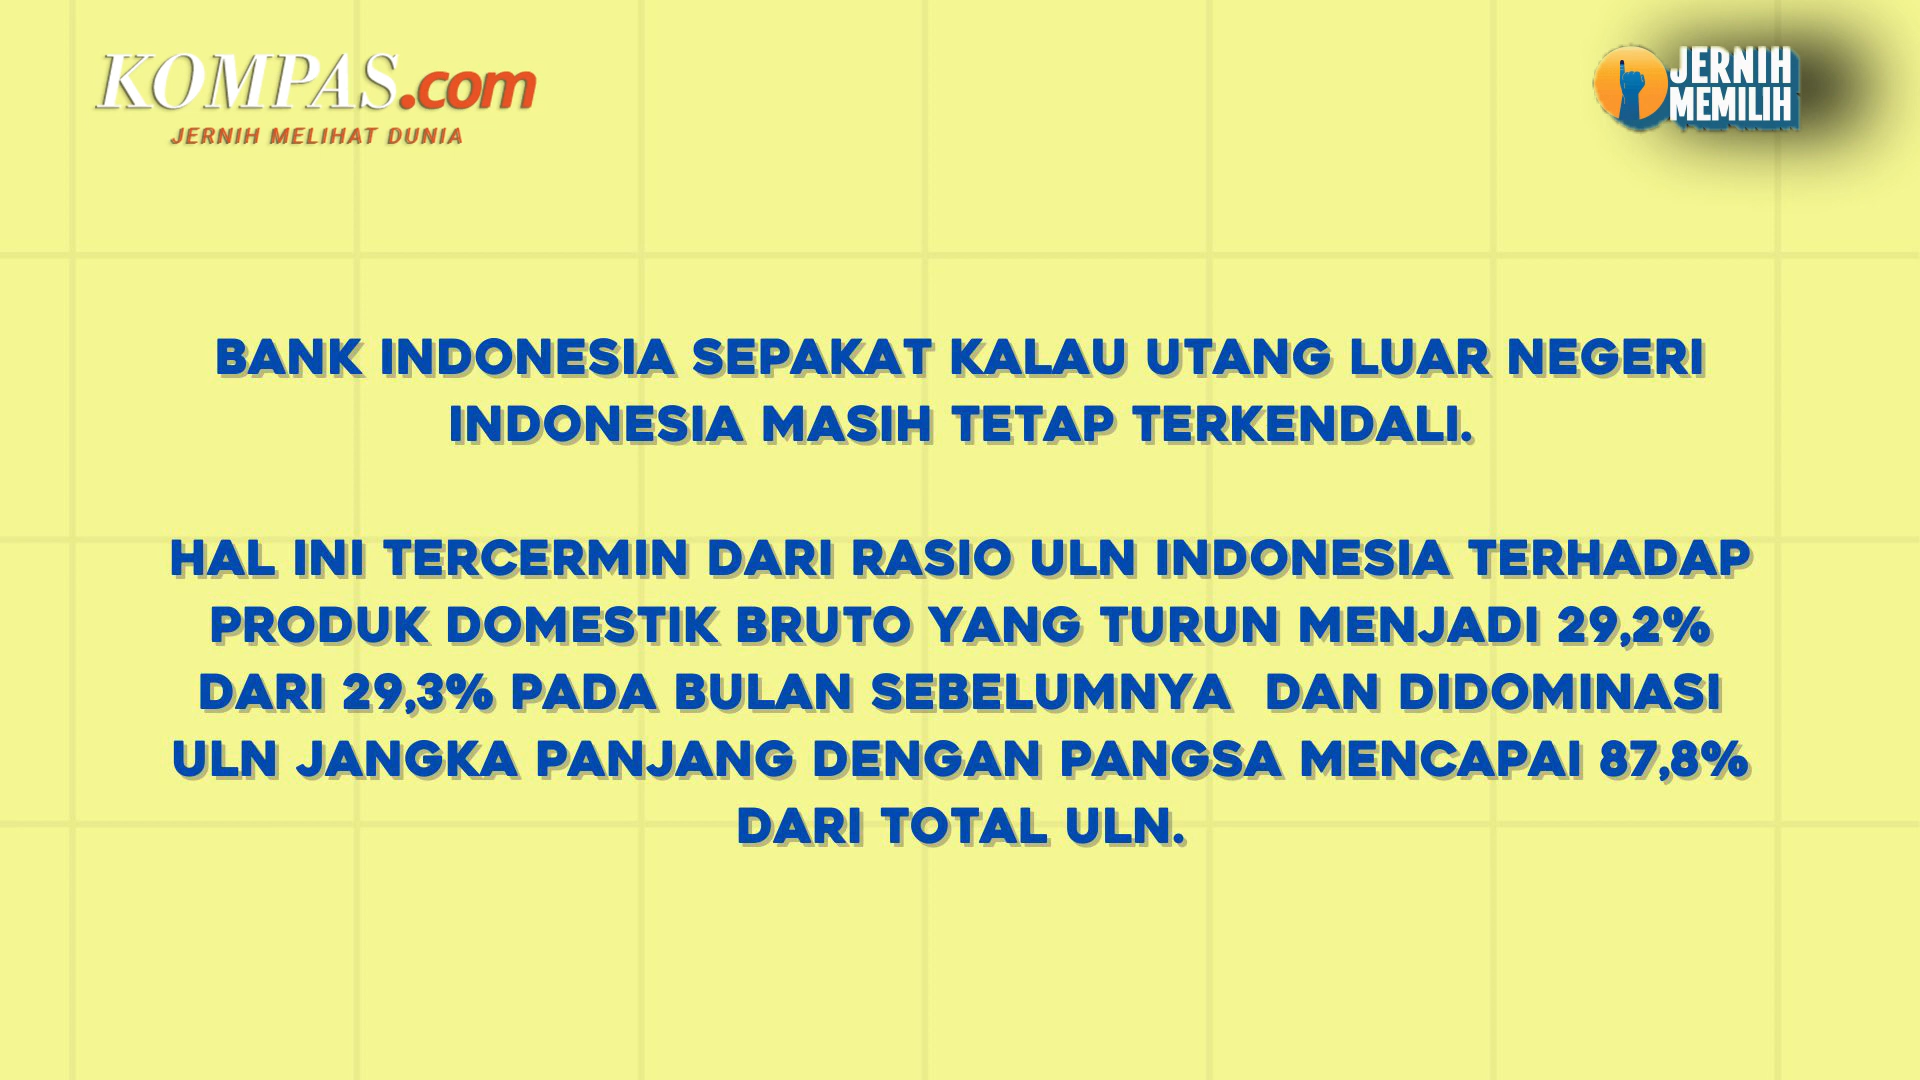 KOMPAS.com
JERNIH MELIHAT DUNIA
JERNIH
MEMILIH
BANK INDONESIA SEPAKAT KALAU UTANG LUAR NEGERI
INDONESIA MASIH TETAP TERKENDALI.
HAL INI TERCERMIN DARI RASIO ULN INDONESIA TERHADAP
PRODUK DOMESTIK BRUTO YANG TURUN MENJADI 29,2%
DARI 29,3% PADA BULAN SEBELUMNYA  DAN DIDOMINASI
ULN JANGKA PANJANG DENGAN PANGSA MENCAPAI 87,8%
DARI TOTAL ULN.